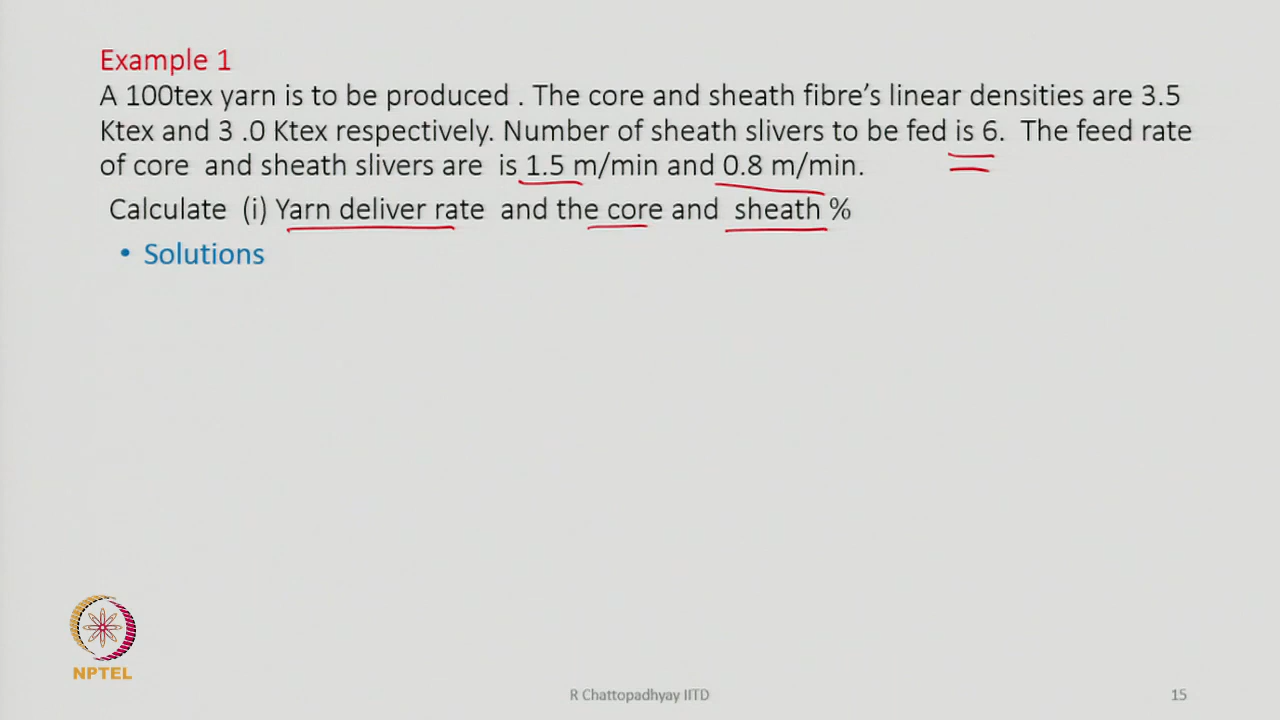 Example 1
A 100tex yarn is to be produced . The core and sheath fibre’s linear densities are 3.5
Ktex and 3 .0 Ktex respectively. Number of sheath slivers to be fed is 6. The feed rate
of core and sheath slivers are is 1.5 m/min and 0.8 m/min.
Calculate (i) Yarn deliver rate and the core and sheath %
• Solutions
NPTEL
R Chattopadhyay IITD
15